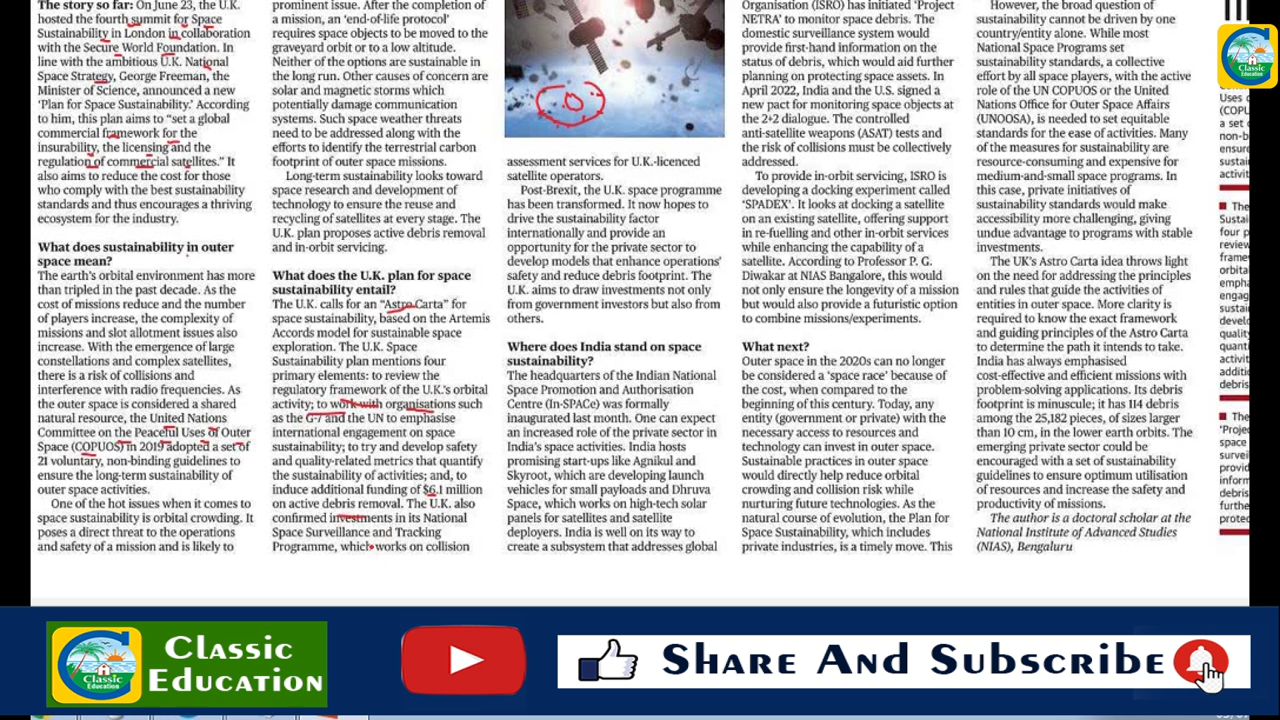 The story so far: On June 23, the U.K.
hosted the fourth summit for Space
Sustainability in London in collaboration
with the Secure World Foundation. In
line with the ambitious U.K. National
Space Strategy, George Freeman, the
Minister of Science, announced a new
‘Plan for Space Sustainability.’ According
to him, this plan aims to “set a global
commercial framework for the
insurability, the licensing and the
regulation of commercial satellites.” It
also aims to reduce the cost for those
who comply with the best sustainability
standards and thus encourages a thriving
ecosystem for the industry.
What does sustainability in outer
space mean?
The earth’s orbital environment has more
than tripled in the past decade. As the
cost of missions reduce and the number
of players increase, the complexity of
missions and slot allotment issues also
increase. With the emergence of large
constellations and complex satellites,
there is a risk of collisions and
interference with radio frequencies. As
the outer space is considered a shared
natural resource, the United Nations
Committee on the Peaceful Uses of Outer
Space (COPUOS) in 2019 adopted a set of
21 voluntary, non-binding guidelines to
ensure the long-term sustainability of
outer space activities.
One of the hot issues when it comes to
space sustainability is orbital crowding. It
poses a direct threat to the operations
and safety of a mission and is likely to
prominent issue. After the completion of
a mission, an ‘end-of-life protocol’
requires space objects to be moved to the
graveyard orbit or to a low altitude.
Neither of the options are sustainable in
the long run. Other causes of concern are
solar and magnetic storms which
potentially damage communication
systems. Such space weather threats
need to be addressed along with the
efforts to identify the terrestrial carbon
footprint of outer space missions.
Long-term sustainability looks toward
space research and development of
technology to ensure the reuse and
recycling of satellites at every stage. The
U.K. plan proposes active debris removal
and in-orbit servicing.
What does the U.K. plan for space
sustainability entail?
The U.K. calls for an “Astro Carta” for
space sustainability, based on the Artemis
Accords model for sustainable space
exploration. The U.K. Space
Sustainability plan mentions four
primary elements: to review the
regulatory framework of the U.K.’s orbital
activity; to work with organisations such
as the G-7 and the UN to emphasise
international engagement on space
sustainability; to try and develop safety
and quality-related metrics that quantify
the sustainability of activities; and, to
induce additional funding of $6.1 million
on active debris removal. The U.K. also
confirmed investments in its National
Space Surveillance and Tracking
Programme, which works on collision
assessment services for U.K.-licenced
satellite operators.
Post-Brexit, the U.K. space programme
has been transformed. It now hopes to
drive the sustainability factor
internationally and provide an
opportunity for the private sector to
develop models that enhance operations’
safety and reduce debris footprint. The
U.K. aims to draw investments not only
from government investors but also from
others.
Where does India stand on space
sustainability?
The headquarters of the Indian National
Space Promotion and Authorisation
Centre (In-SPACe) was formally
inaugurated last month. One can expect
an increased role of the private sector in
India’s space activities. India hosts
promising start-ups like Agnikul and
Skyroot, which are developing launch
vehicles for small payloads and Dhruva
Space, which works on high-tech solar
panels for satellites and satellite
deployers. India is well on its way to
create a subsystem that addresses global
Organisation (ISRO) has initiated ‘Project
NETRA’ to monitor space debris. The
domestic surveillance system would
provide first-hand information on the
status of debris, which would aid further
planning on protecting space assets. In
April 2022, India and the U.S. signed a
new pact for monitoring space objects at
the 2+2 dialogue. The controlled
anti-satellite weapons (ASAT) tests and
the risk of collisions must be collectively
addressed.
To provide in-orbit servicing, ISRO is
developing a docking experiment called
‘SPADEX’. It looks at docking a satellite
on an existing satellite, offering support
in re-fuelling and other in-orbit services
while enhancing the capability of a
satellite. According to Professor P. G.
Diwakar at NIAS Bangalore, this would
not only ensure the longevity of a mission
but would also provide a futuristic option
to combine missions/experiments.
What next?
Outer space in the 2020s can no longer
be considered a ‘space race’ because of
the cost, when compared to the
beginning of this century. Today, any
entity (government or private) with the
necessary access to resources and
technology can invest in outer space.
Sustainable practices in outer space
would directly help reduce orbital
crowding and collision risk while
nurturing future technologies. As the
natural course of evolution, the Plan for
Space Sustainability, which includes
private industries, is a timely move. This
However, the broad question of
sustainability cannot be driven by one
country/entity alone. While most
National Space Programs set
sustainability standards, a collective
effort by all space players, with the active
role of the UN COPUOS or the United
Nations Office for Outer Space Affairs
(UNOOSA), is needed to set equitable
standards for the ease of activities. Many
of the measures for sustainability are
resource-consuming and expensive for
medium-and-small space programs. In
this case, private initiatives of
sustainability standards would make
accessibility more challenging, giving
undue advantage to programs with stable
investments.
The UK’s Astro Carta idea throws light
on the need for addressing the principles
and rules that guide the activities of
entities in outer space. More clarity is
required to know the exact framework
and guiding principles of the Astro Carta
to determine the path it intends to take.
India has always emphasised
cost-effective and efficient missions with
problem-solving applications. Its debris
footprint is minuscule; it has 114 debris
among the 25,182 pieces, of sizes larger
than 10 cm, in the lower earth orbits. The
emerging private sector could be
encouraged with a set of sustainability
guidelines to ensure optimum utilisation
of resources and increase the safety and
productivity of missions.
The author is a doctoral scholar at the
National Institute of Advanced Studies
(NIAS), Bengaluru
Classic
Education
Uses
(COPU
a set
non-b
ensure
sustai
activit
The
Sustai
four p
review
frame
orbita
empha
engag
sustai
develo
quality
quanti
activit
additi
debris
The
‘Projec
space
survei
provid
inform
debris
furthe
protec
Classic
Education
Classic
Education
Share And Subscribe